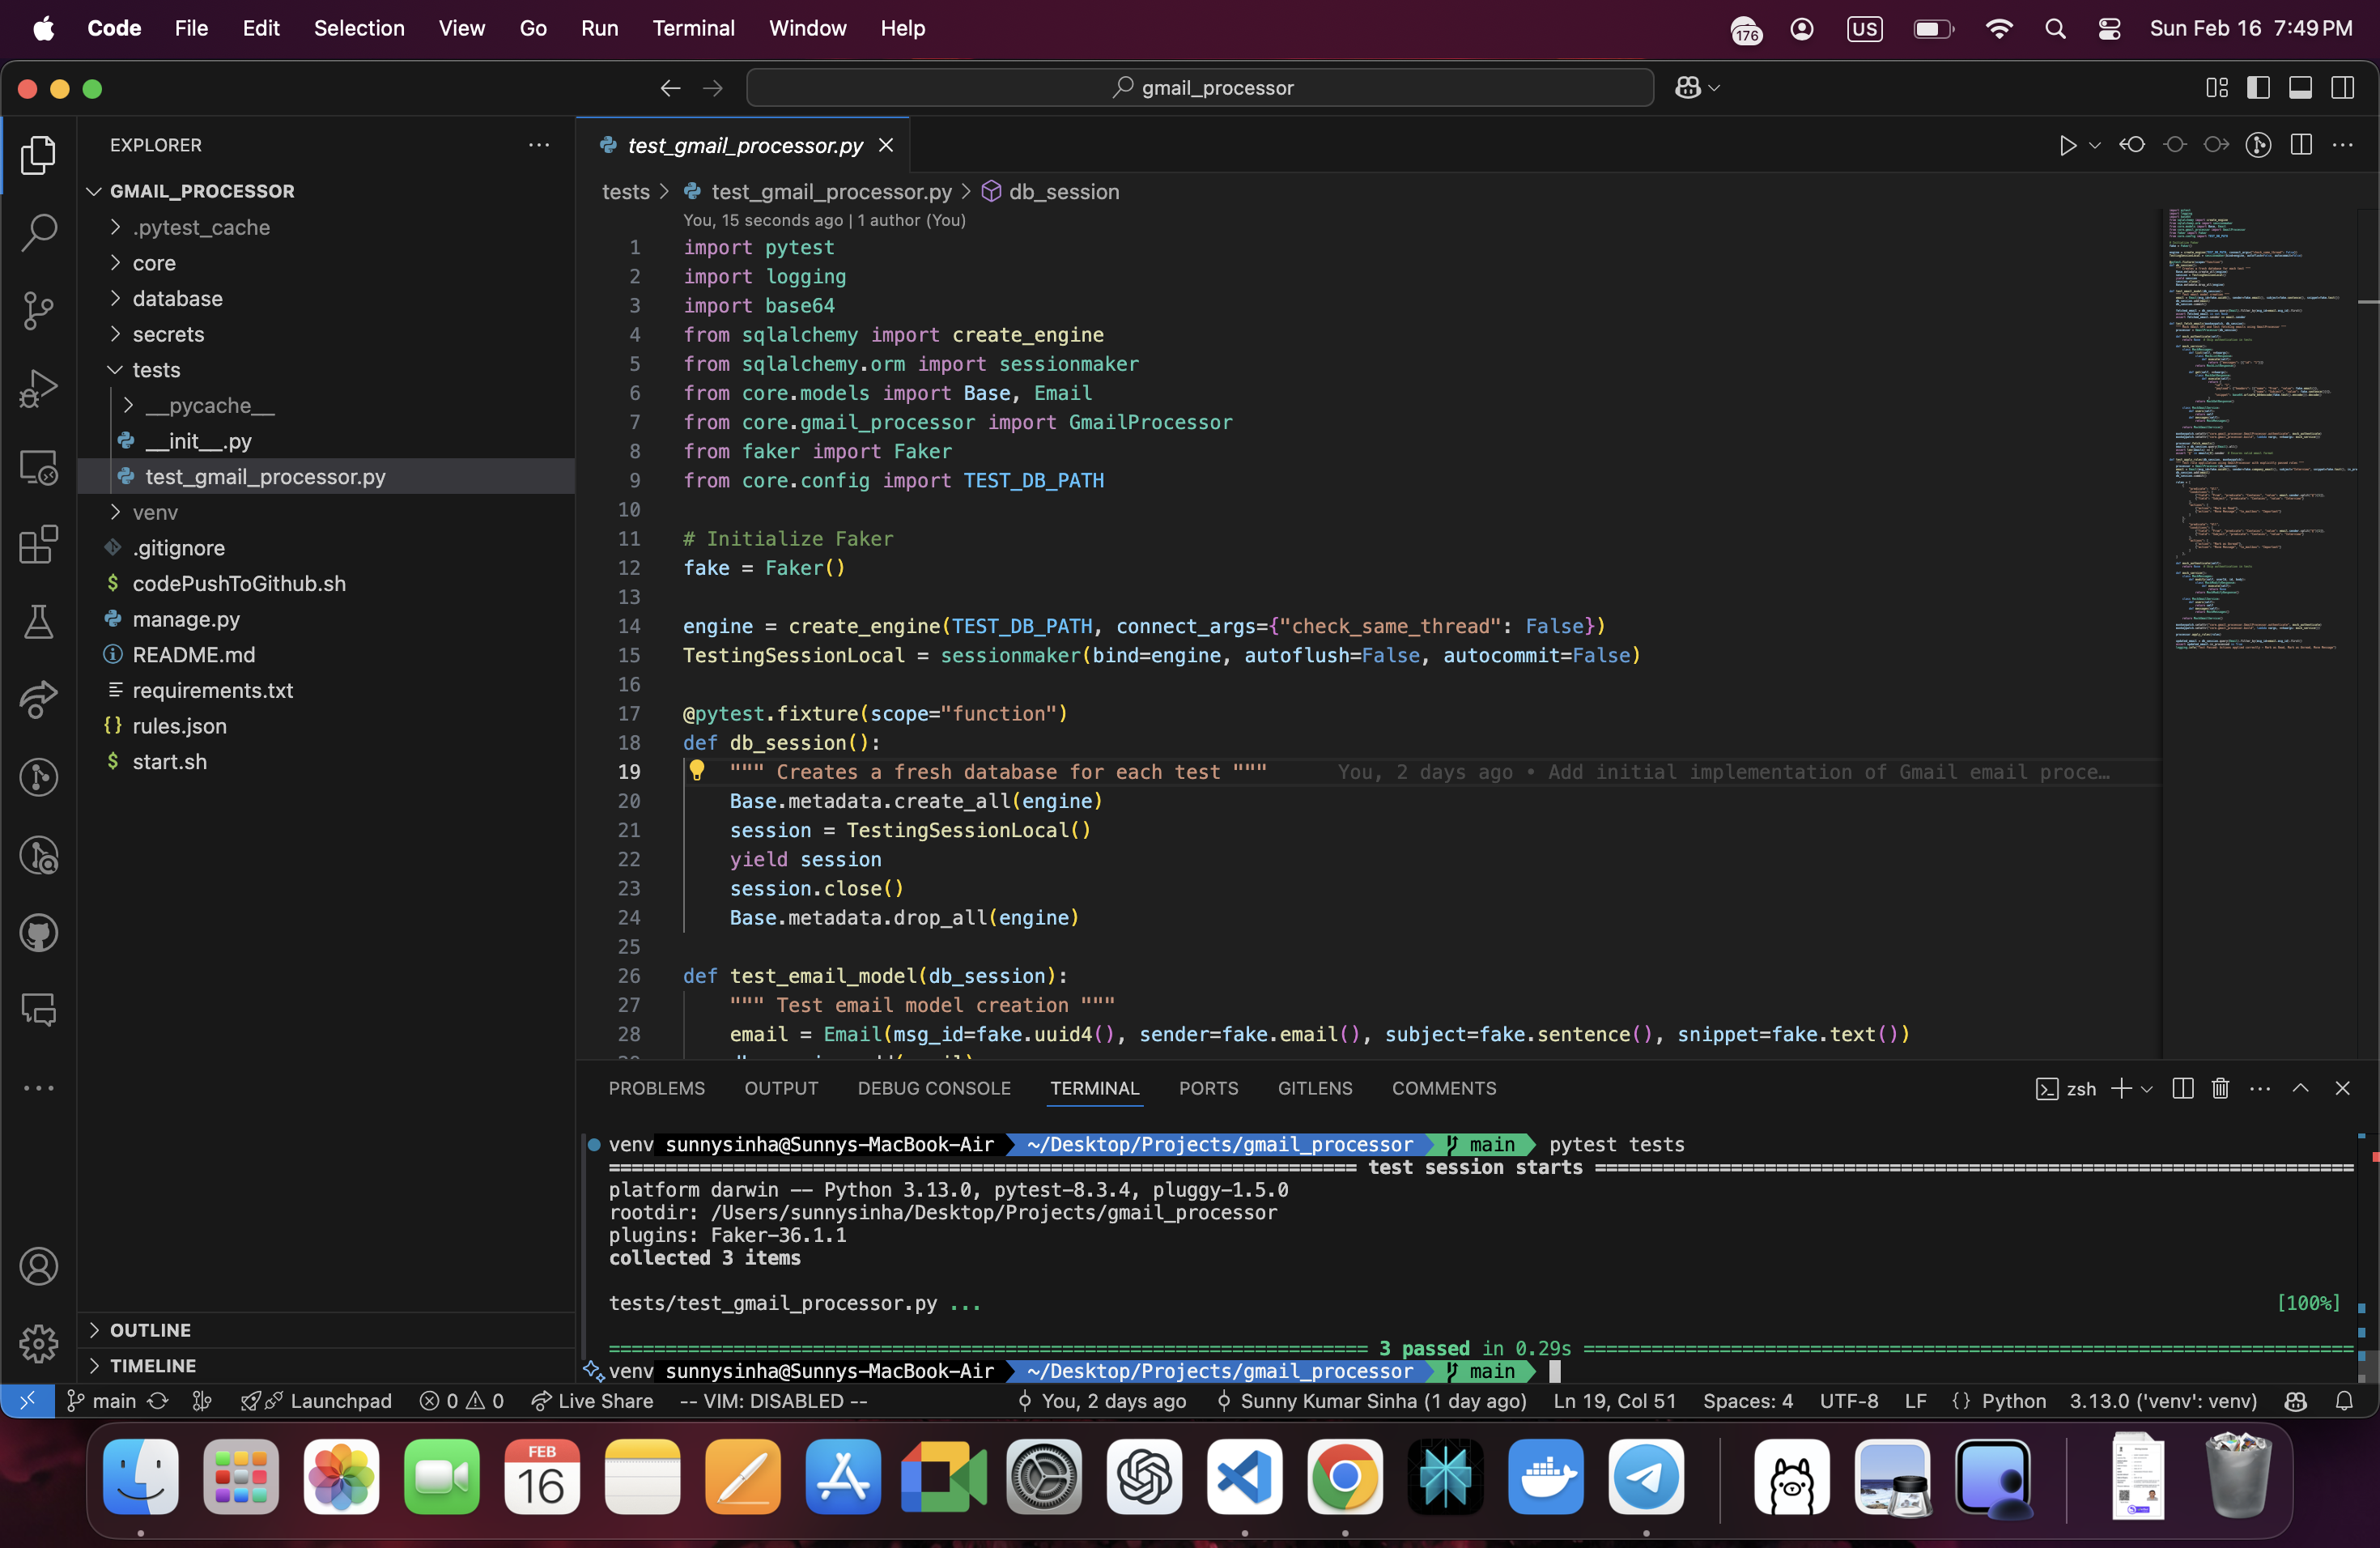 Code File Edit Selection View Go Run Terminal Window Help 176 US Sun Feb 16 7:49 PM
gmail_processor
EXPLORER
GMAIL_PROCESSOR
.pytest_cache
core
database
secrets
tests
__pycache__
__init__.py
test_gmail_processor.py
venv
.gitignore
$ codePushToGithub.sh
manage.py
README.md
requirements.txt
{} rules.json
$ start.sh
OUTLINE
TIMELINE
test_gmail_processor.py
tests > test_gmail_processor.py > db_session
You, 15 seconds ago | 1 author (You)
1 import pytest
2 import logging
3 import base64
4 from sqlalchemy import create_engine
5 from sqlalchemy.orm import sessionmaker
6 from core.models import Base, Email
7 from core.gmail_processor import GmailProcessor
8 from faker import Faker
9 from core.config import TEST_DB_PATH
10
11 # Initialize Faker
12 fake = Faker()
13
14 engine = create_engine(TEST_DB_PATH, connect_args={"check_same_thread": False})
15 TestingSessionLocal = sessionmaker(bind=engine, autoflush=False, autocommit=False)
16
17 @pytest.fixture(scope="function")
18 def db_session():
19 """ Creates a fresh database for each test """ You, 2 days ago • Add initial implementation of Gmail email proce…
20 Base.metadata.create_all(engine)
21 session = TestingSessionLocal()
22 yield session
23 session.close()
24 Base.metadata.drop_all(engine)
25
26 def test_email_model(db_session):
27 """ Test email model creation """
28 email = Email(msg_id=fake.uuid4(), sender=fake.email(), subject=fake.sentence(), snippet=fake.text())
PROBLEMS OUTPUT DEBUG CONSOLE TERMINAL PORTS GITLENS COMMENTS zsh
venv sunnysinha@Sunnys-MacBook-Air ~/Desktop/Projects/gmail_processor main pytest tests
test session starts
platform darwin -- Python 3.13.0, pytest-8.3.4, pluggy-1.5.0
rootdir: /Users/sunnysinha/Desktop/Projects/gmail_processor
plugins: Faker-36.1.1
collected 3 items
tests/test_gmail_processor.py ... [100%]
3 passed in 0.29s
venv sunnysinha@Sunnys-MacBook-Air ~/Desktop/Projects/gmail_processor main
main Launchpad 0 0 Live Share -- VIM: DISABLED -- You, 2 days ago Sunny Kumar Sinha (1 day ago) Ln 19, Col 51 Spaces: 4 UTF-8 LF {} Python 3.13.0 ('venv': venv)
FEB
16